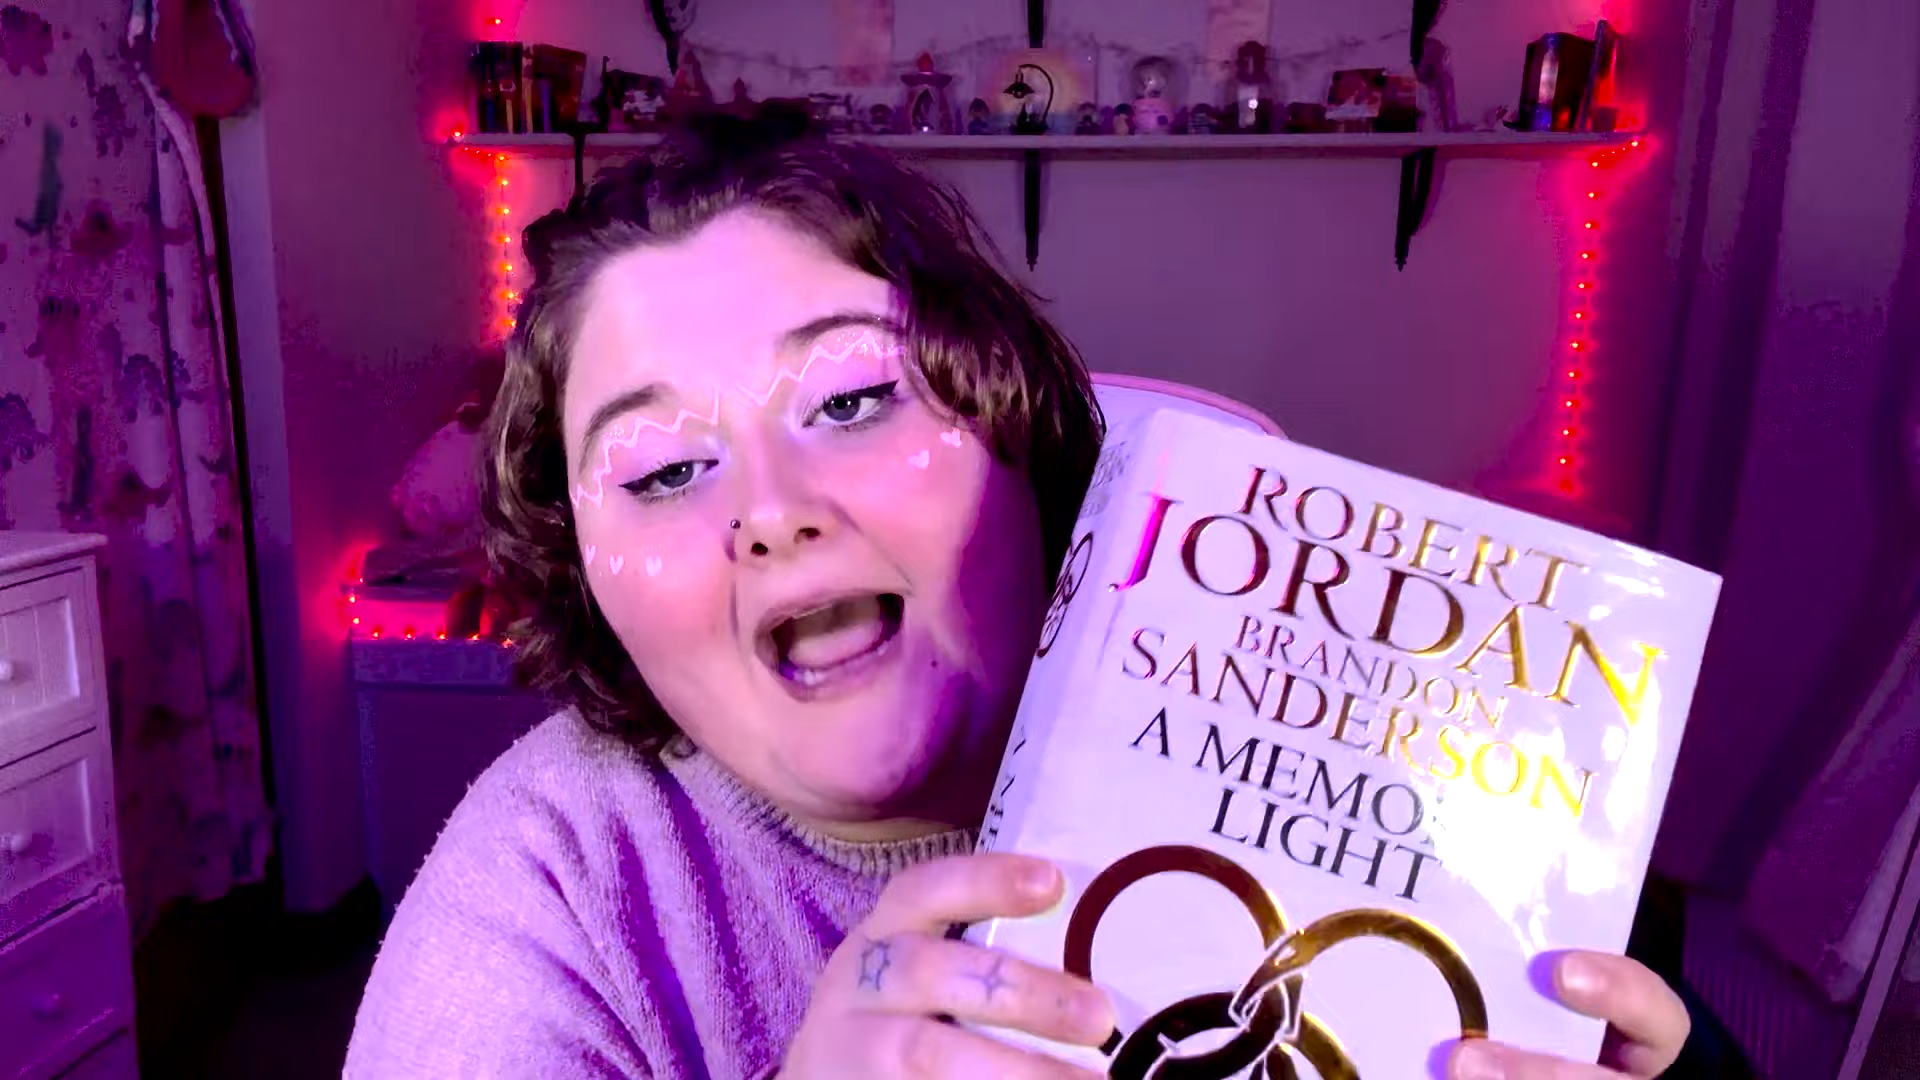 ROBERT
JORDAN
BRANDON
SANDERSON
A MEMO
LIGHT